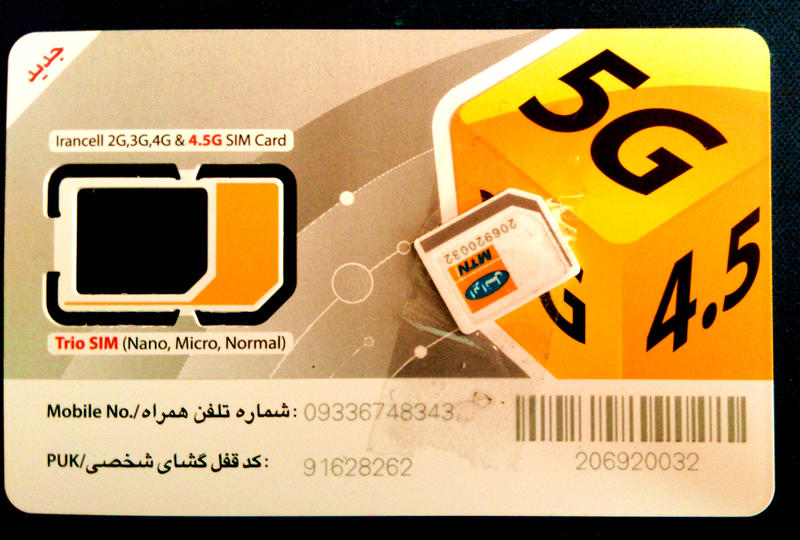 جدید
5G
Irancell 2G,3G,4G & 4.5G SIM Card
206920032
MTN
ایرانسل
G
4.5
Trio SIM (Nano, Micro, Normal)
Mobile No./شماره تلفن همراه: 09336748343
PUK/کد قفل گشای شخصی: 91628262
206920032